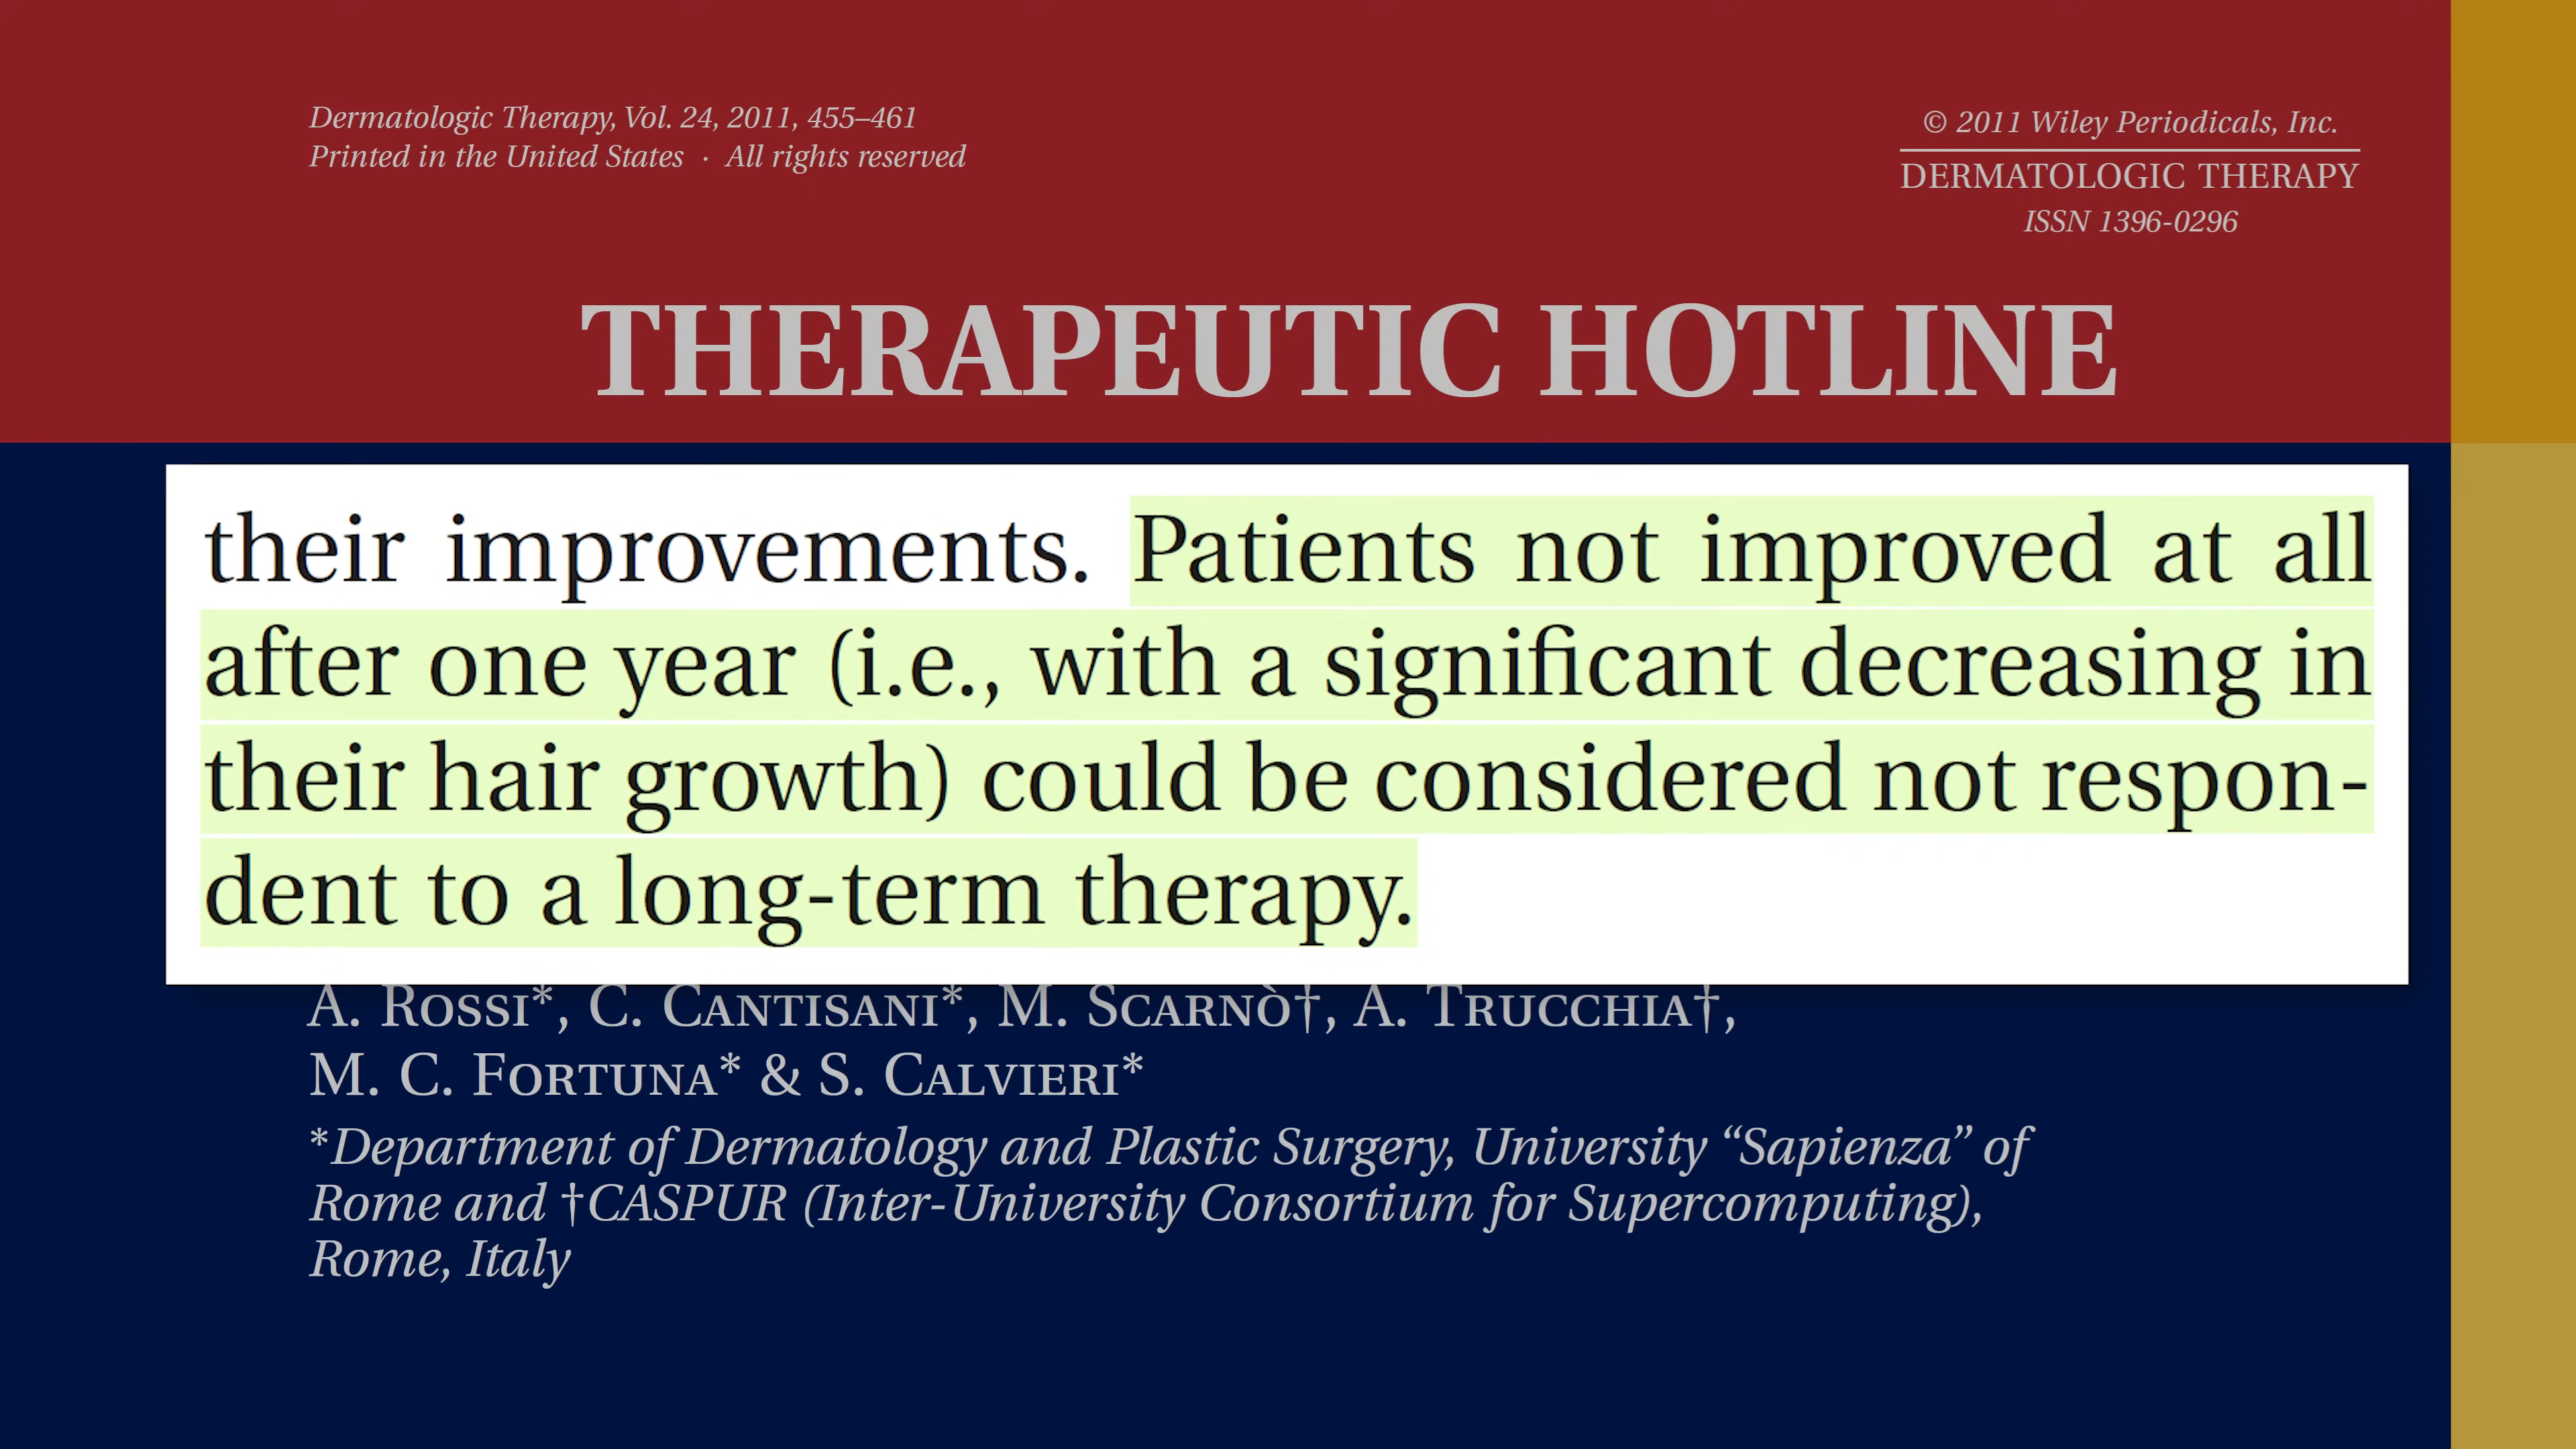 Dermatologic Therapy, Vol. 24, 2011, 455–461
Printed in the United States · All rights reserved
© 2011 Wiley Periodicals, Inc.
DERMATOLOGIC THERAPY
ISSN 1396-0296
THERAPEUTIC HOTLINE
their improvements. Patients not improved at all
after one year (i.e., with a significant decreasing in
their hair growth) could be considered not respon-
dent to a long-term therapy.
A. Rossi*, C. Cantisani*, M. Scarnò†, A. Trucchia†,
M. C. Fortuna* & S. Calvieri*
*Department of Dermatology and Plastic Surgery, University “Sapienza” of
Rome and †CASPUR (Inter-University Consortium for Supercomputing),
Rome, Italy